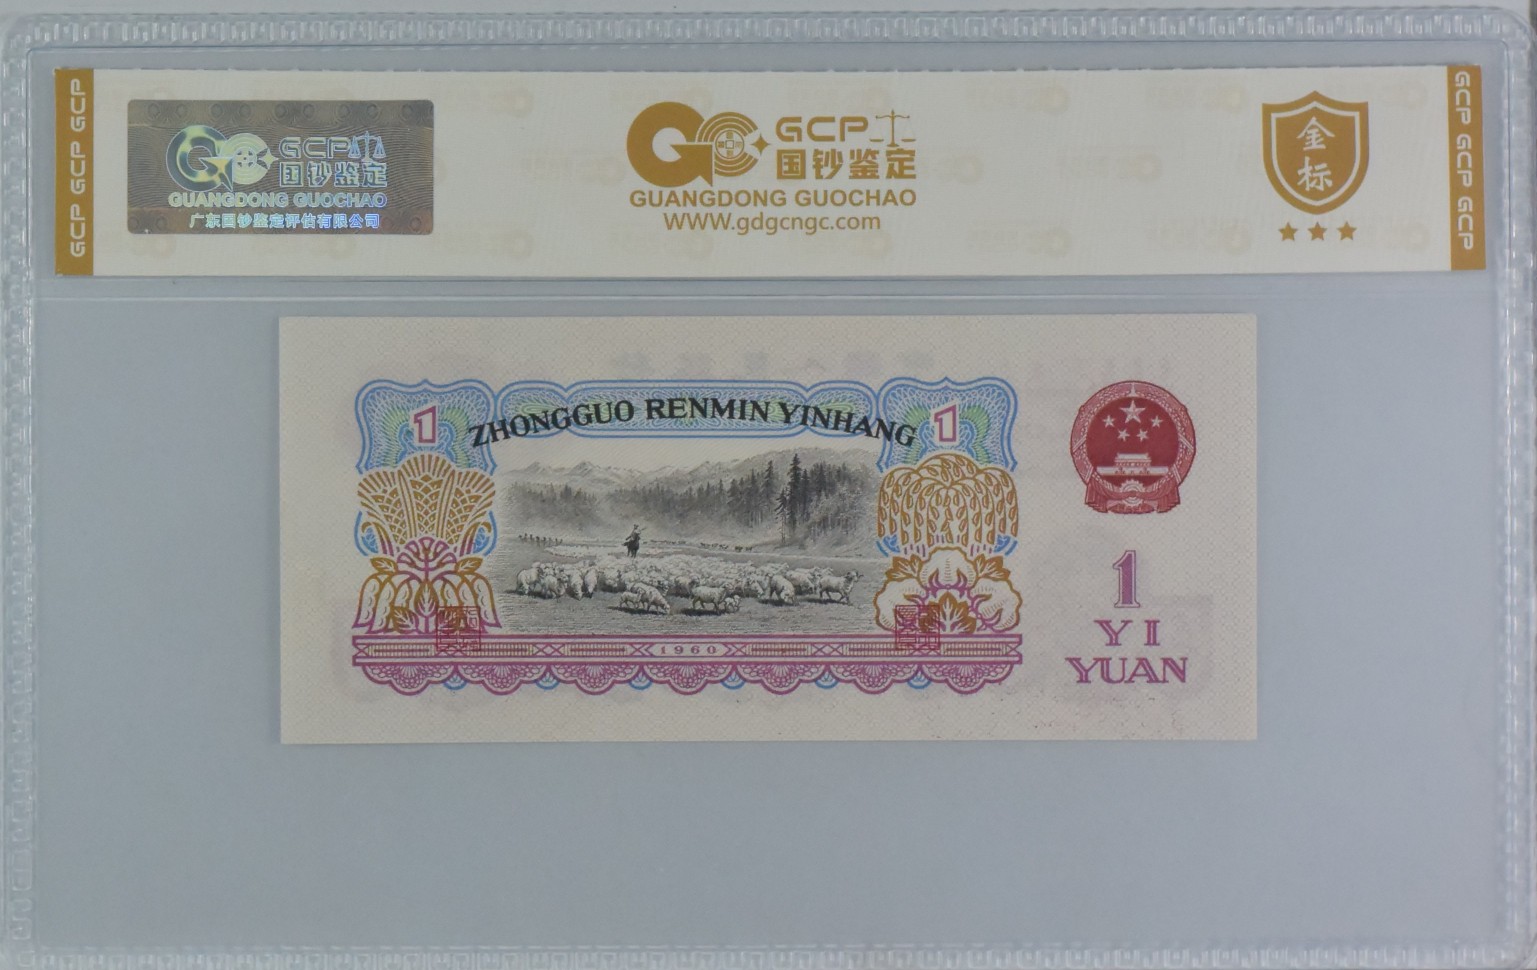 GCP GCP GCP
GCP
国钞鉴定
GUANGDONG GUOCHAO
广东国钞鉴定评估有限公司
GCP
国钞鉴定
GUANGDONG GUOCHAO
WWW.gdgcngc.com
金标
GCP GCP GCP
1 ZHONGGUO RENMIN YINHANG 1
1960
1
YI
YUAN